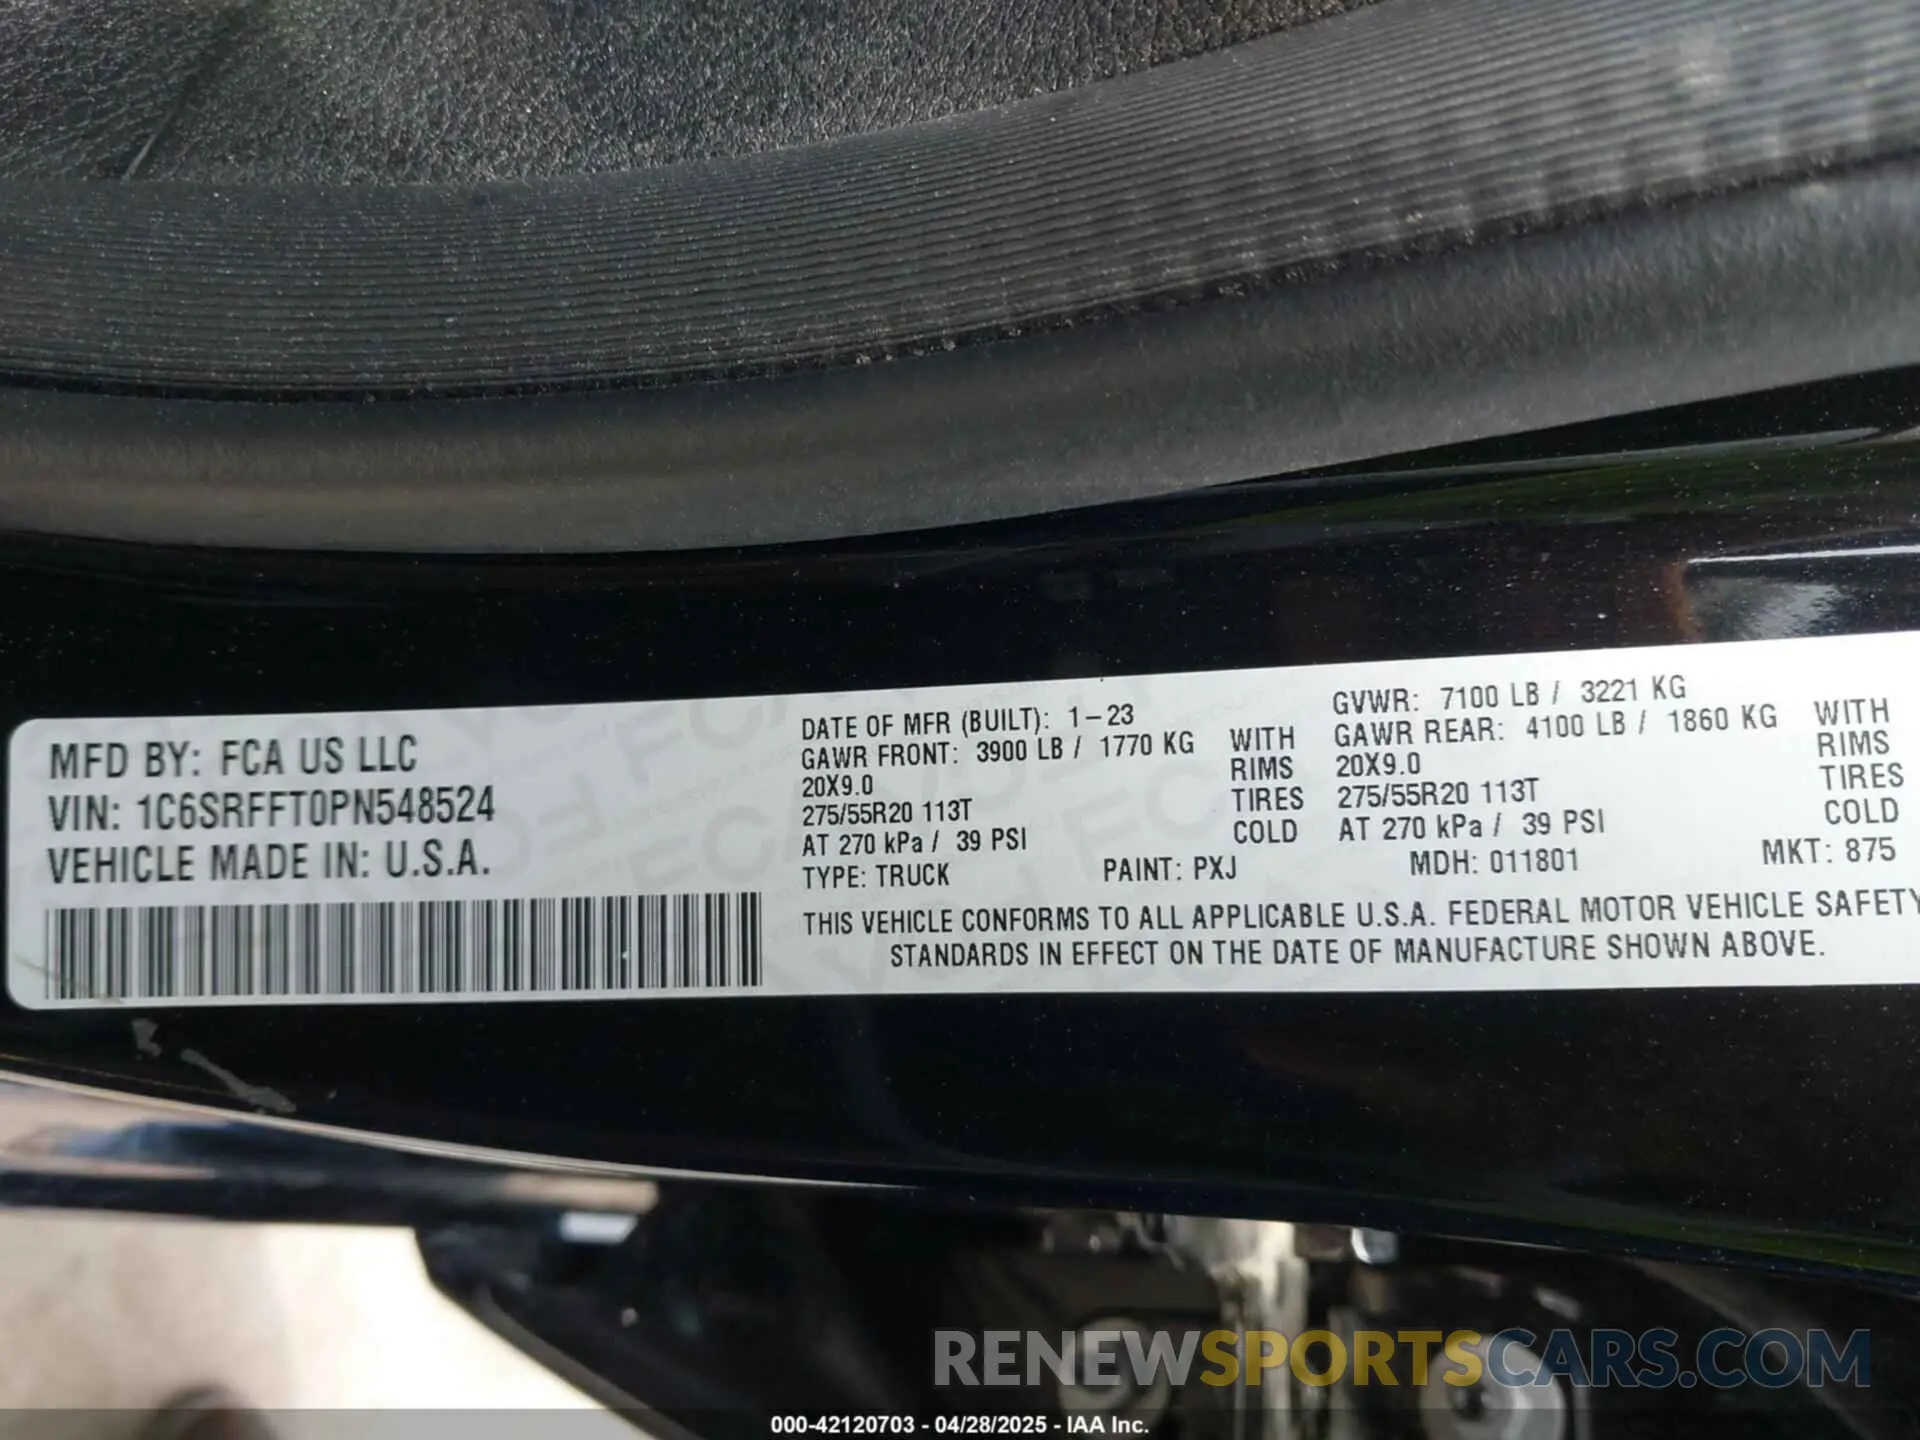 MFD BY: FCA US LLC
VIN: 1C6SRFFT0PN548524
VEHICLE MADE IN: U.S.A.
DATE OF MFR (BUILT): 1-23
GAWR FRONT: 3900 LB / 1770 KG WITH
20X9.0 RIMS
275/55R20 113T TIRES
AT 270 kPa / 39 PSI COLD
GVWR: 7100 LB / 3221 KG
GAWR REAR: 4100 LB / 1860 KG WITH
20X9.0 RIMS
275/55R20 113T TIRES
AT 270 kPa / 39 PSI COLD
TYPE: TRUCK PAINT: PXJ MDH: 011801 MKT: 875
THIS VEHICLE CONFORMS TO ALL APPLICABLE U.S.A. FEDERAL MOTOR VEHICLE SAFETY
STANDARDS IN EFFECT ON THE DATE OF MANUFACTURE SHOWN ABOVE.
RENEWSPORTSCARS.COM
000-42120703 - 04/28/2025 - IAA Inc.